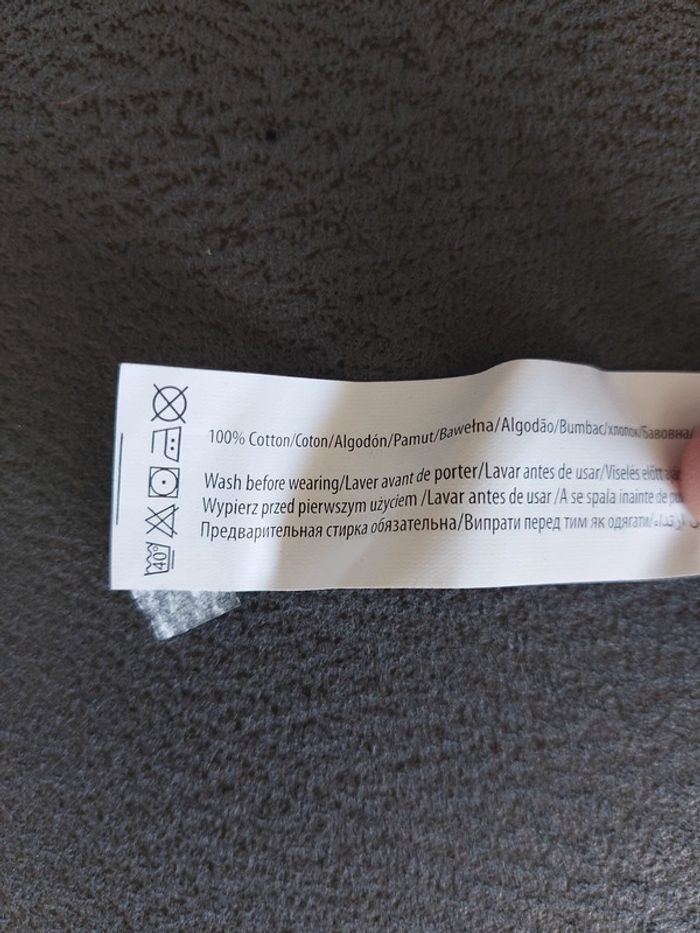 100% Cotton/Coton/Algodón/Pamut/Bawełna/Algodão/Bumbac/хлопок/Бавовна/
Wash before wearing/Laver avant de porter/Lavar antes de usar/Viselés előtt
Wypierz przed pierwszym użyciem /Lavar antes de usar /A se spala inainte de
Предварительная стирка обязательна/Випрати перед тим як одягати/
40°